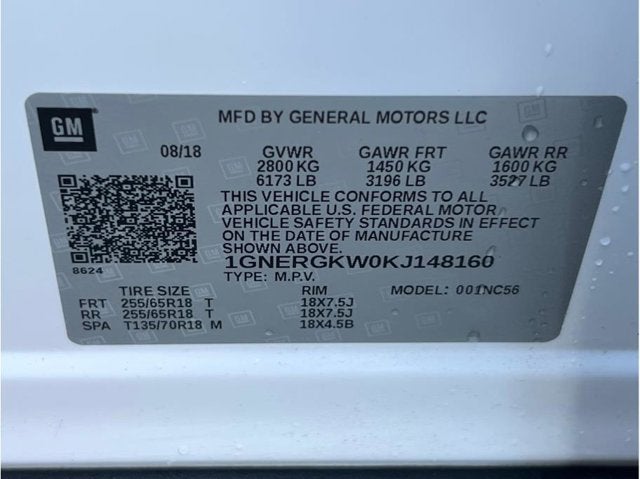 GM
MFD BY GENERAL MOTORS LLC
08/18 GVWR GAWR FRT GAWR RR
2800 KG 1450 KG 1600 KG
6173 LB 3196 LB 3527 LB
THIS VEHICLE CONFORMS TO ALL
APPLICABLE U.S. FEDERAL MOTOR
VEHICLE SAFETY STANDARDS IN EFFECT
ON THE DATE OF MANUFACTURE
SHOWN ABOVE.
8624
1GNERGKW0KJ148160
TYPE: M.P.V. MODEL: 001NC56
TIRE SIZE RIM
FRT 255/65R18 T 18X7.5J
RR 255/65R18 T 18X7.5J
SPA T135/70R18 M 18X4.5B